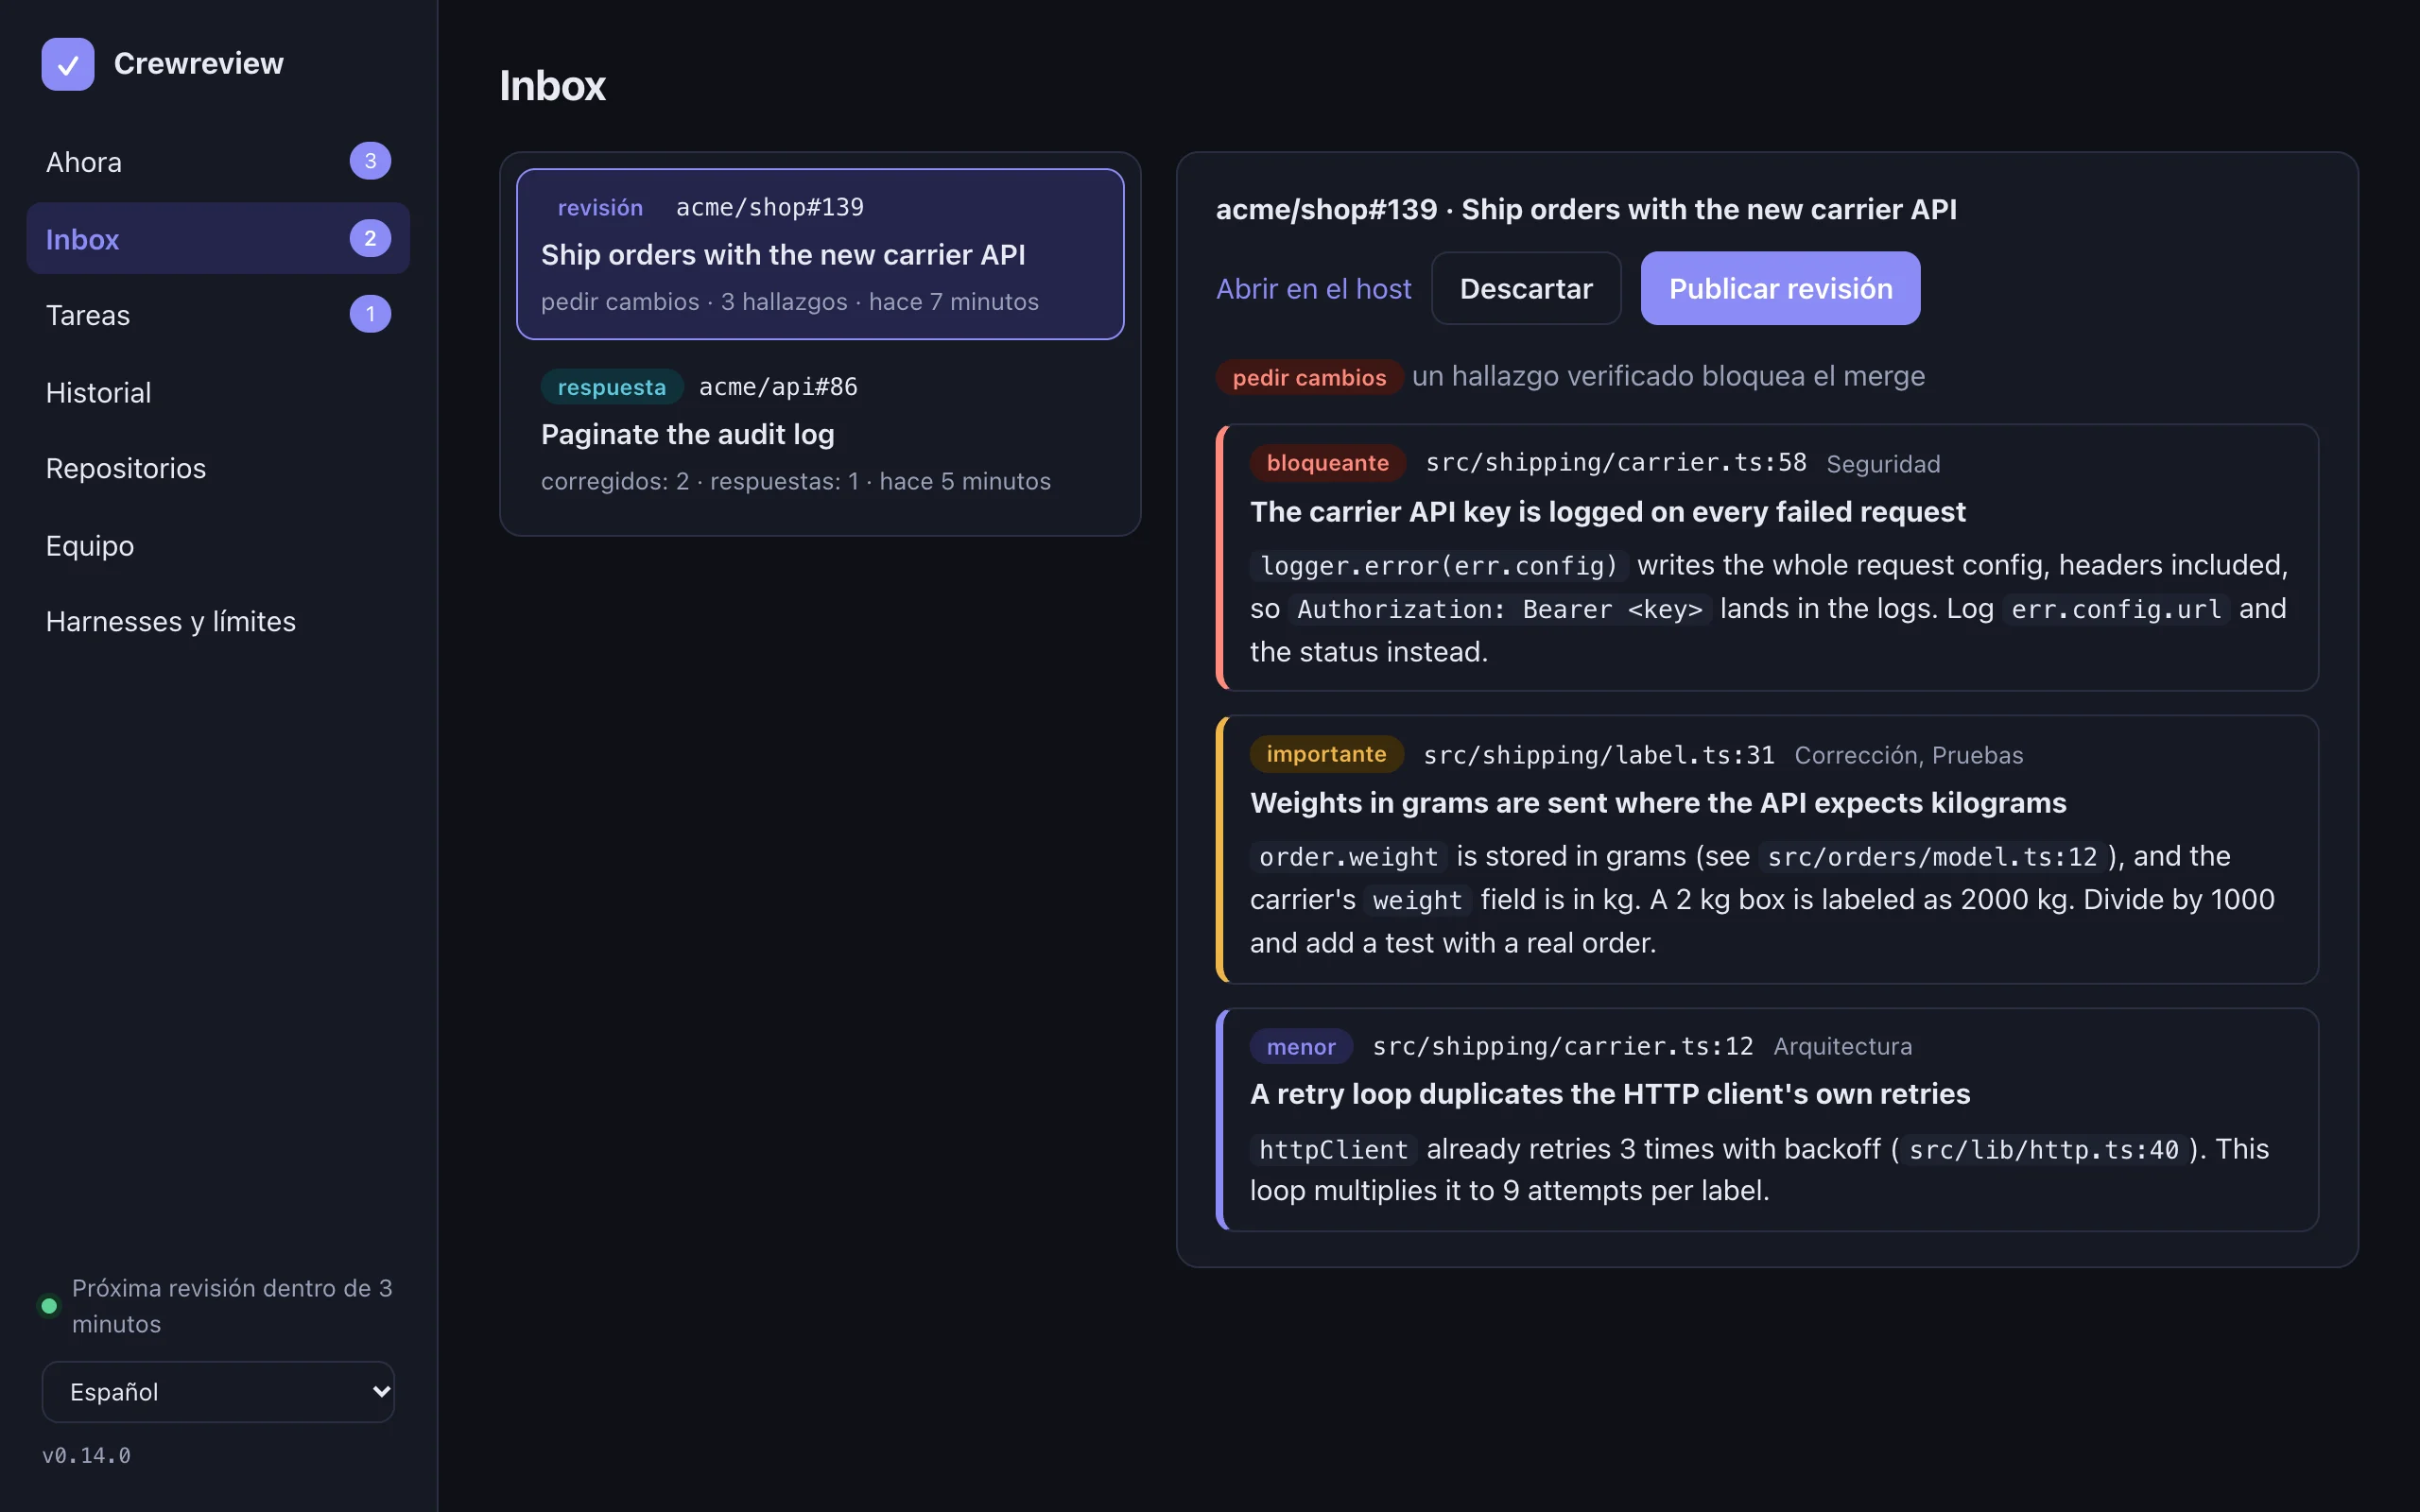 Crewreview
Ahora 3
Inbox 2
Tareas 1
Historial
Repositorios
Equipo
Harnesses y límites
Próxima revisión dentro de 3
minutos
Español
v0.14.0
Inbox
revisión acme/shop#139
Ship orders with the new carrier API
pedir cambios · 3 hallazgos · hace 7 minutos
respuesta acme/api#86
Paginate the audit log
corregidos: 2 · respuestas: 1 · hace 5 minutos
acme/shop#139 · Ship orders with the new carrier API
Abrir en el host Descartar Publicar revisión
pedir cambios un hallazgo verificado bloquea el merge
bloqueante src/shipping/carrier.ts:58 Seguridad
The carrier API key is logged on every failed request
logger.error(err.config) writes the whole request config, headers included,
so Authorization: Bearer <key> lands in the logs. Log err.config.url and
the status instead.
importante src/shipping/label.ts:31 Corrección, Pruebas
Weights in grams are sent where the API expects kilograms
order.weight is stored in grams (see src/orders/model.ts:12), and the
carrier's weight field is in kg. A 2 kg box is labeled as 2000 kg. Divide by 1000
and add a test with a real order.
menor src/shipping/carrier.ts:12 Arquitectura
A retry loop duplicates the HTTP client's own retries
httpClient already retries 3 times with backoff (src/lib/http.ts:40). This
loop multiplies it to 9 attempts per label.